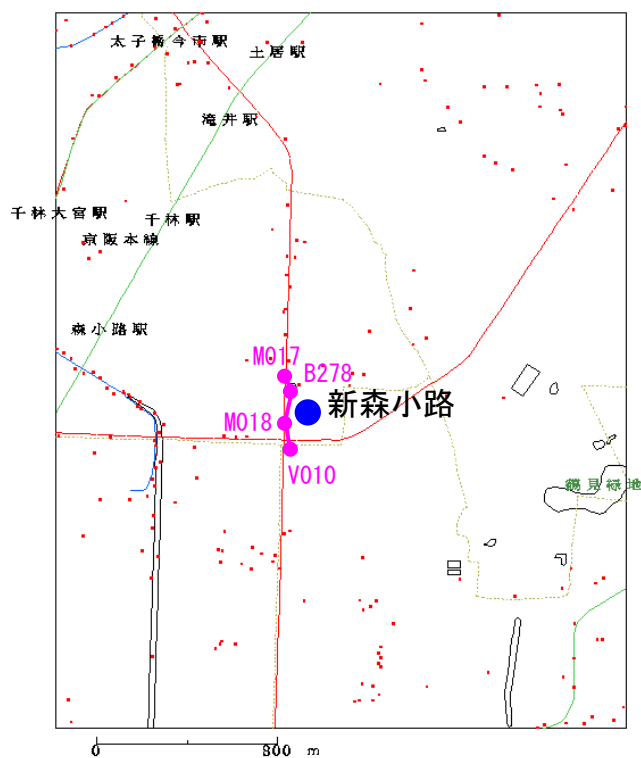 太子橋今市駅
土居駅
滝井駅
千林大宮駅
千林駅
京阪本線
森小路駅
M017
B278
新森小路
M018
V010
鶴見緑地
0 800 m